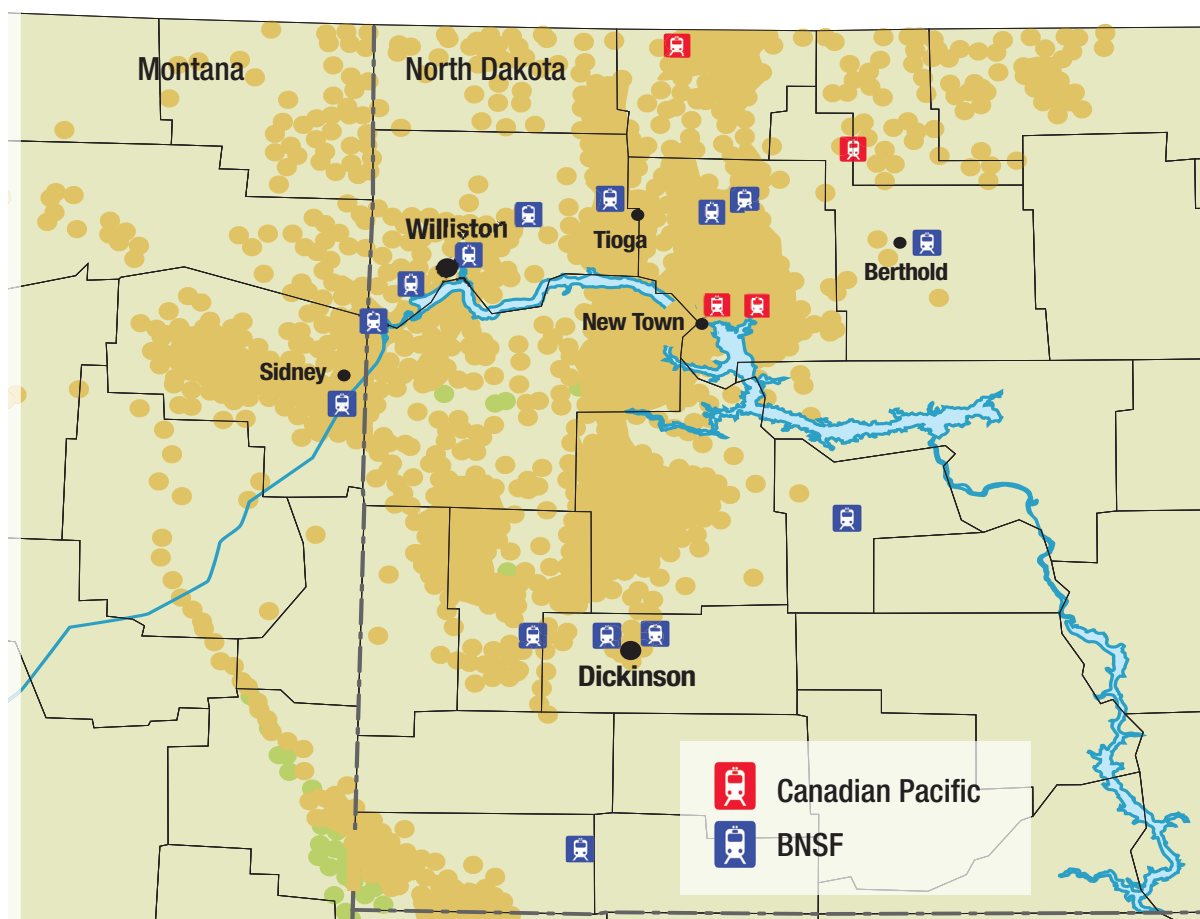 Montana
North Dakota
Williston
Tioga
Berthold
New Town
Sidney
Dickinson
Canadian Pacific
BNSF